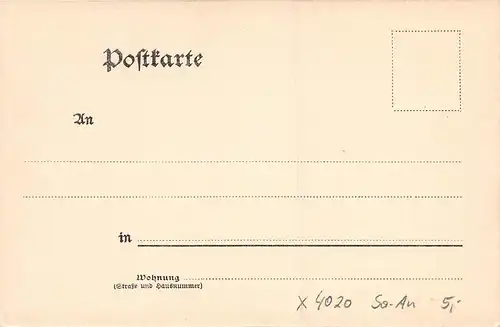 Postkarte
An
in
Wohnung
(Straße und Hausnummer)
x 4020 Sa-An 5,-